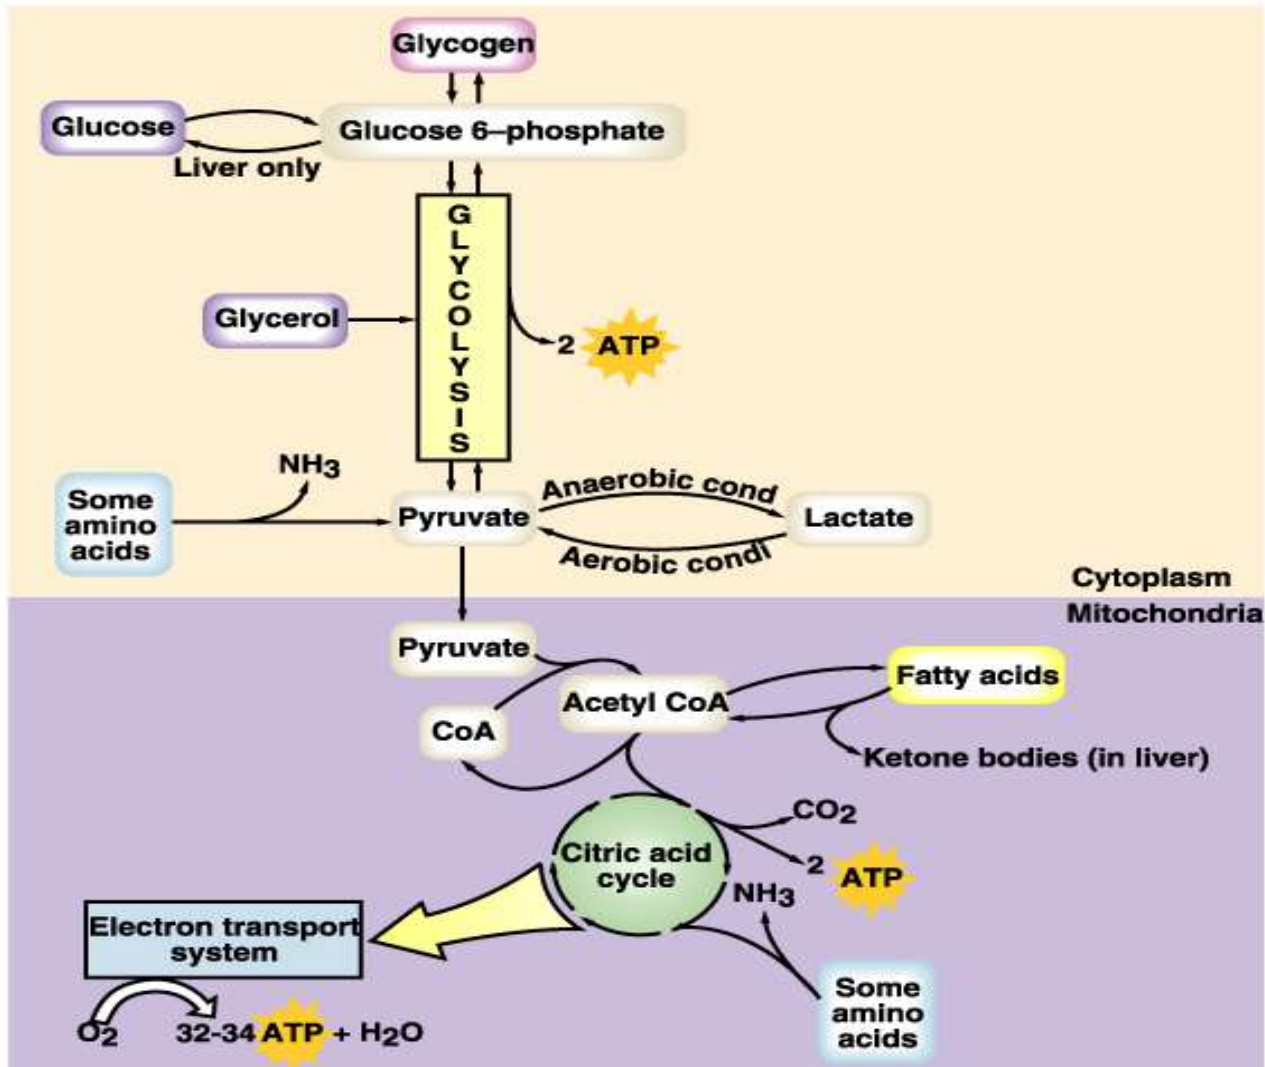 Glycogen
Glucose
Glucose 6–phosphate
Liver only
G
L
Y
C
O
L
Y
S
I
S
Glycerol
2 ATP
NH3
Some
amino
acids
Pyruvate
Anaerobic cond
Lactate
Aerobic condi
Cytoplasm
Mitochondria
Pyruvate
Acetyl CoA
Fatty acids
CoA
Ketone bodies (in liver)
CO2
Citric acid
cycle
2 ATP
NH3
Electron transport
system
Some
amino
acids
O2
32-34 ATP + H2O